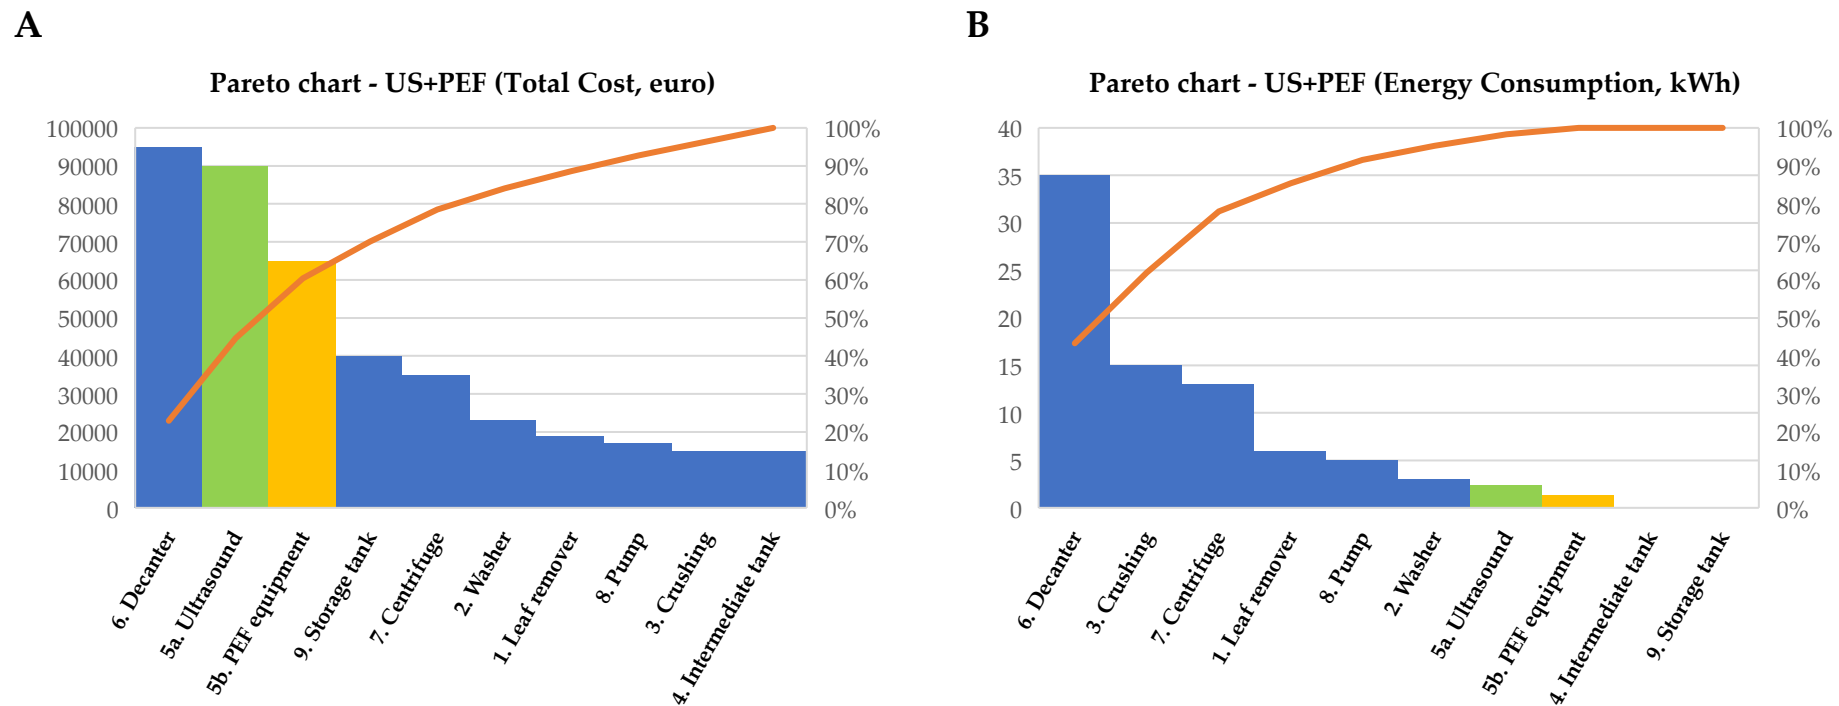 A
Pareto chart - US+PEF (Total Cost, euro)
100000
90000
80000
70000
60000
50000
40000
30000
20000
10000
0
100%
90%
80%
70%
60%
50%
40%
30%
20%
10%
0%
6. Decanter
5a. Ultrasound
5b. PEF equipment
9. Storage tank
7. Centrifuge
2. Washer
1. Leaf remover
8. Pump
3. Crushing
4. Intermediate tank
B
Pareto chart - US+PEF (Energy Consumption, kWh)
40
35
30
25
20
15
10
5
0
100%
90%
80%
70%
60%
50%
40%
30%
20%
10%
0%
6. Decanter
3. Crushing
7. Centrifuge
1. Leaf remover
8. Pump
2. Washer
5a. Ultrasound
5b. PEF equipment
4. Intermediate tank
9. Storage tank